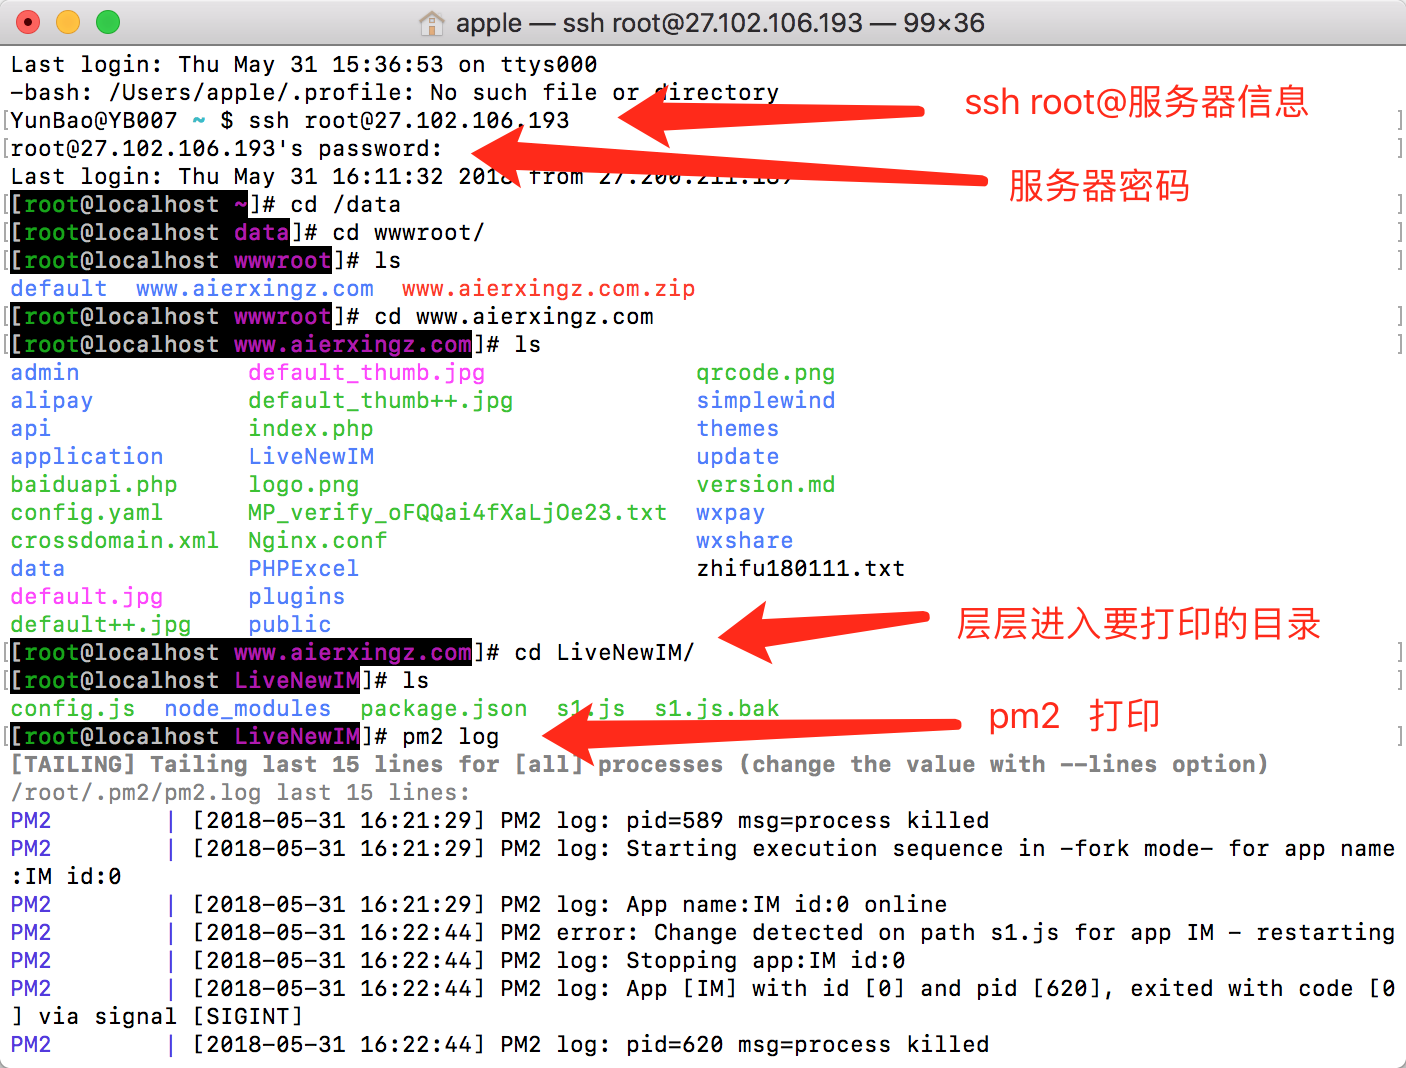 apple — ssh root@27.102.106.193 — 99×36
Last login: Thu May 31 15:36:53 on ttys000
-bash: /Users/apple/.profile: No such file or directory
ssh root@服务器信息
YunBao@YB007 ~ $ ssh root@27.102.106.193
root@27.102.106.193's password:
服务器密码
Last login: Thu May 31 16:11:32 2018 from 27.200.211.189
[root@localhost ~]# cd /data
[root@localhost data]# cd wwwroot/
[root@localhost wwwroot]# ls
default  www.aierxingz.com  www.aierxingz.com.zip
[root@localhost wwwroot]# cd www.aierxingz.com
[root@localhost www.aierxingz.com]# ls
admin  default_thumb.jpg  qrcode.png
alipay  default_thumb++.jpg  simplewind
api  index.php  themes
application  LiveNewIM  update
baiduapi.php  logo.png  version.md
config.yaml  MP_verify_oFQQai4fXaLjOe23.txt  wxpay
crossdomain.xml  Nginx.conf  wxshare
data  PHPExcel  zhifu180111.txt
default.jpg  plugins
default++.jpg  public
层层进入要打印的目录
[root@localhost www.aierxingz.com]# cd LiveNewIM/
[root@localhost LiveNewIM]# ls
config.js  node_modules  package.json  s1.js  s1.js.bak
pm2 打印
[root@localhost LiveNewIM]# pm2 log
[TAILING] Tailing last 15 lines for [all] processes (change the value with --lines option)
/root/.pm2/pm2.log last 15 lines:
PM2 | [2018-05-31 16:21:29] PM2 log: pid=589 msg=process killed
PM2 | [2018-05-31 16:21:29] PM2 log: Starting execution sequence in -fork mode- for app name
:IM id:0
PM2 | [2018-05-31 16:21:29] PM2 log: App name:IM id:0 online
PM2 | [2018-05-31 16:22:44] PM2 error: Change detected on path s1.js for app IM - restarting
PM2 | [2018-05-31 16:22:44] PM2 log: Stopping app:IM id:0
PM2 | [2018-05-31 16:22:44] PM2 log: App [IM] with id [0] and pid [620], exited with code [0
] via signal [SIGINT]
PM2 | [2018-05-31 16:22:44] PM2 log: pid=620 msg=process killed